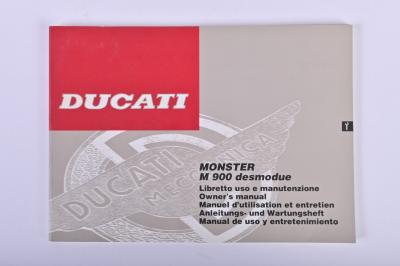 DUCATI
DUCATI
MECCANICA
MONSTER
M 900 desmodue
Libretto uso e manutenzione
Owner's manual
Manuel d'utilisation et entretien
Anleitungs- und Wartungsheft
Manual de uso y entretenimiento